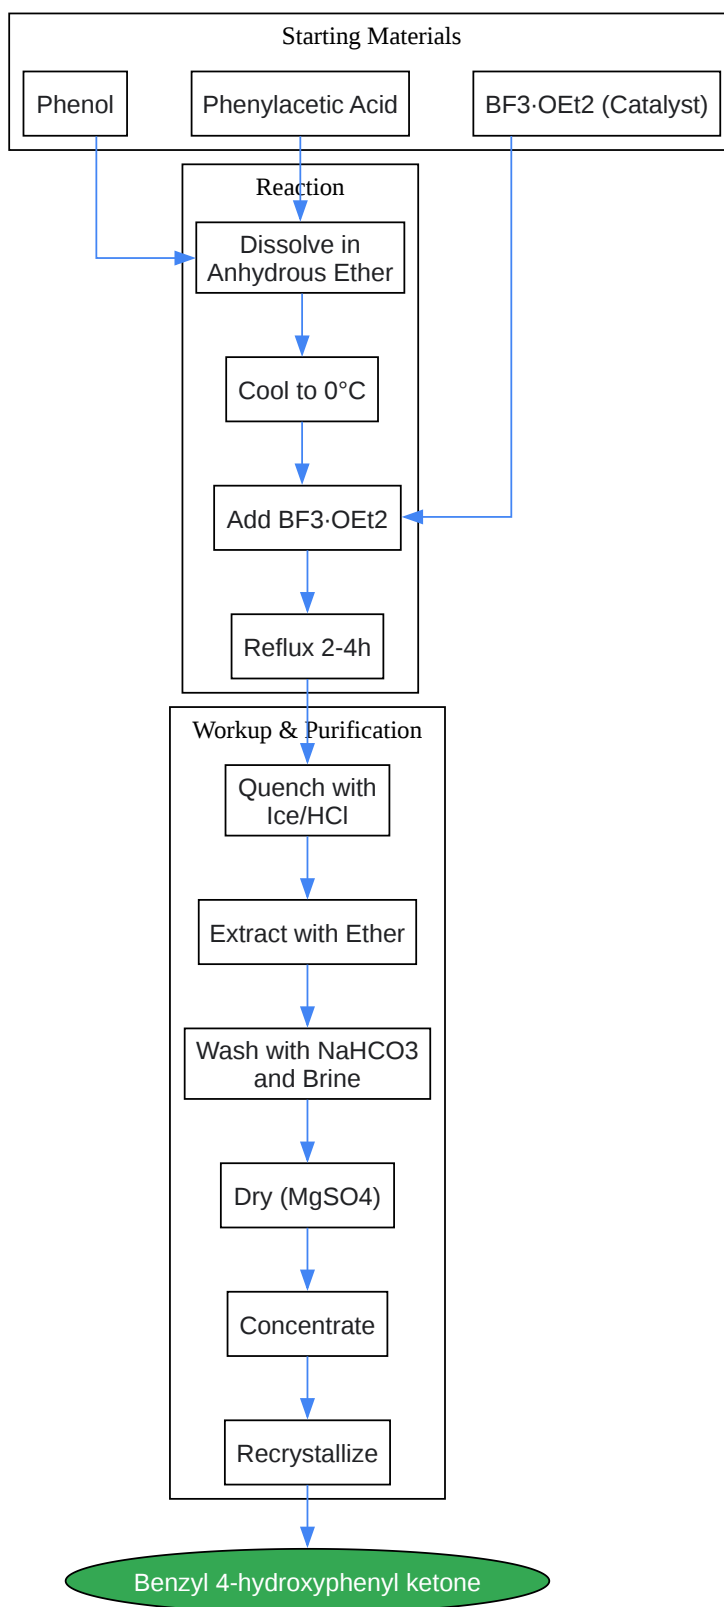 Starting Materials
Phenol
Phenylacetic Acid
BF3·OEt2 (Catalyst)
Reaction
Dissolve in
Anhydrous Ether
Cool to 0°C
Add BF3·OEt2
Reflux 2-4h
Workup & Purification
Quench with
Ice/HCl
Extract with Ether
Wash with NaHCO3
and Brine
Dry (MgSO4)
Concentrate
Recrystallize
Benzyl 4-hydroxyphenyl ketone